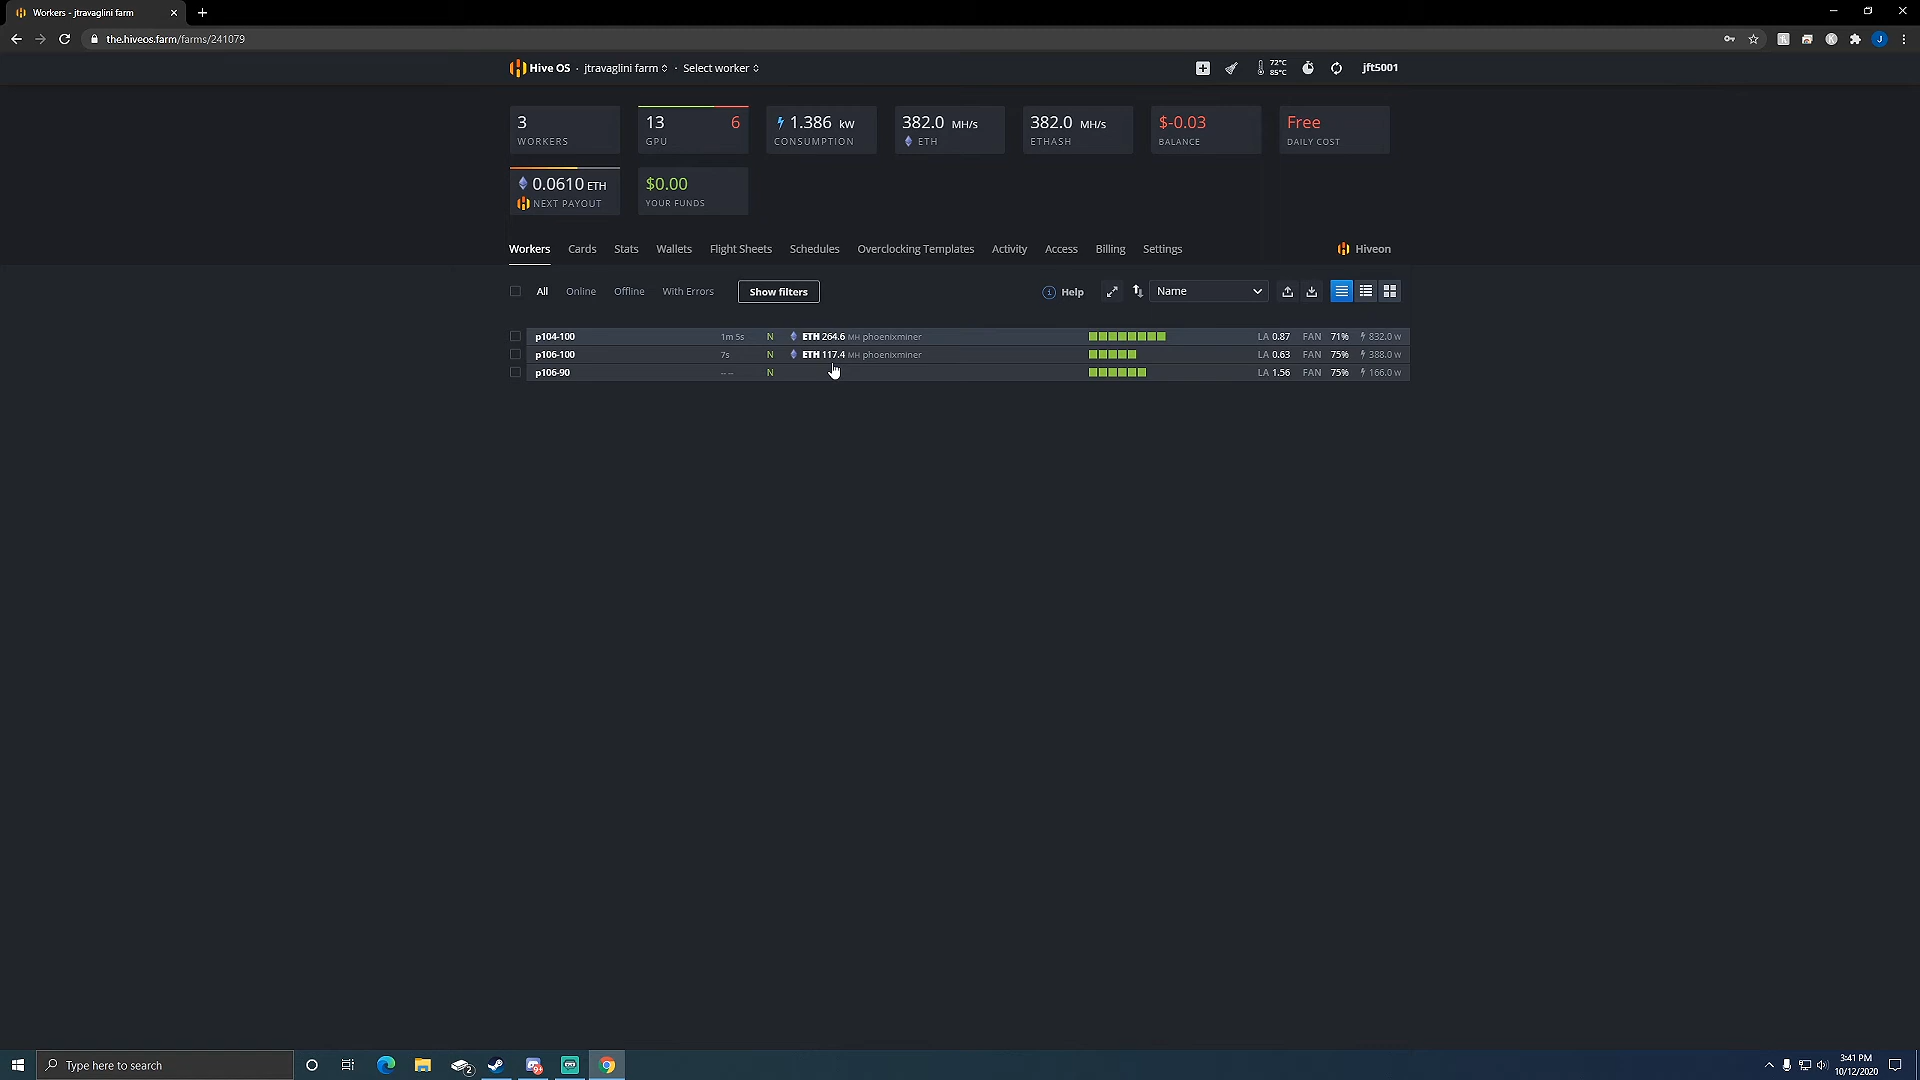 Workers - jtravaglini farm
the.hiveos.farm/farms/241079
Hive OS · jtravaglini farm · Select worker
72°C
85°C
jft5001
3
WORKERS
13 6
GPU
1.386 kW
CONSUMPTION
382.0 MH/s
ETH
382.0 MH/s
ETHASH
$-0.03
BALANCE
Free
DAILY COST
0.0610 ETH
NEXT PAYOUT
$0.00
YOUR FUNDS
Workers Cards Stats Wallets Flight Sheets Schedules Overclocking Templates Activity Access Billing Settings Hiveon
All Online Offline With Errors Show filters Help Name
p104-100 1m 5s N ETH 264.6 MH phoenixminer LA 0.87 FAN 71% 832.0 w
p106-100 7s N ETH 117.4 MH phoenixminer LA 0.63 FAN 75% 388.0 w
p106-90 -- -- N LA 1.56 FAN 75% 166.0 w
Type here to search
2
9+
3:41 PM
10/12/2020